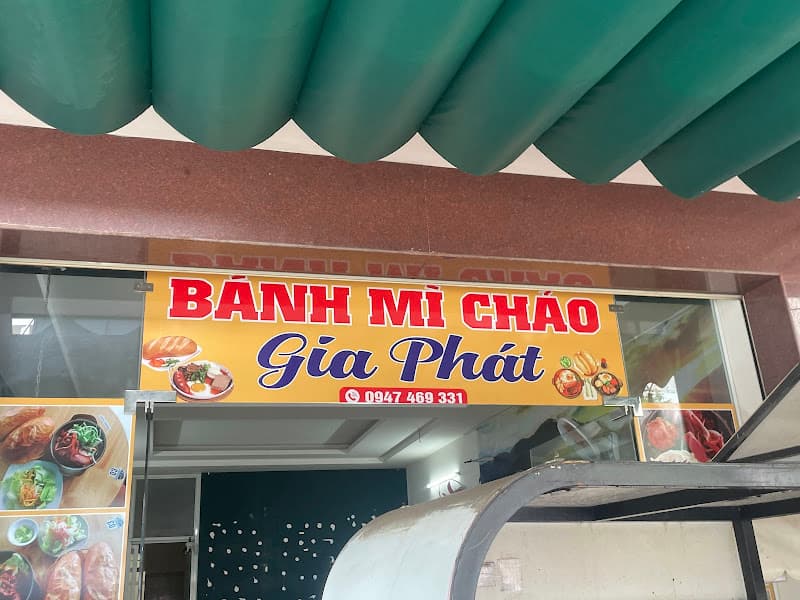 BÁNH MÌ CHÁO
Gia Phát
0947 469 331